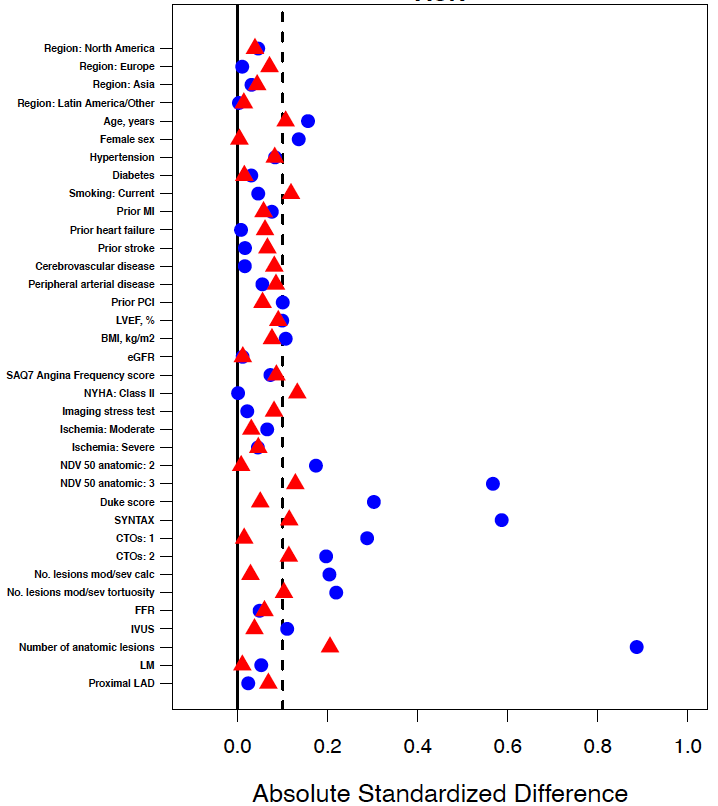 Region: North America
Region: Europe
Region: Asia
Region: Latin America/Other
Age, years
Female sex
Hypertension
Diabetes
Smoking: Current
Prior MI
Prior heart failure
Prior stroke
Cerebrovascular disease
Peripheral arterial disease
Prior PCI
LVEF, %
BMI, kg/m2
eGFR
SAQ7 Angina Frequency score
NYHA: Class II
Imaging stress test
Ischemia: Moderate
Ischemia: Severe
NDV 50 anatomic: 2
NDV 50 anatomic: 3
Duke score
SYNTAX
CTOs: 1
CTOs: 2
No. lesions mod/sev calc
No. lesions mod/sev tortuosity
FFR
IVUS
Number of anatomic lesions
LM
Proximal LAD
0.0 0.2 0.4 0.6 0.8 1.0
Absolute Standardized Difference